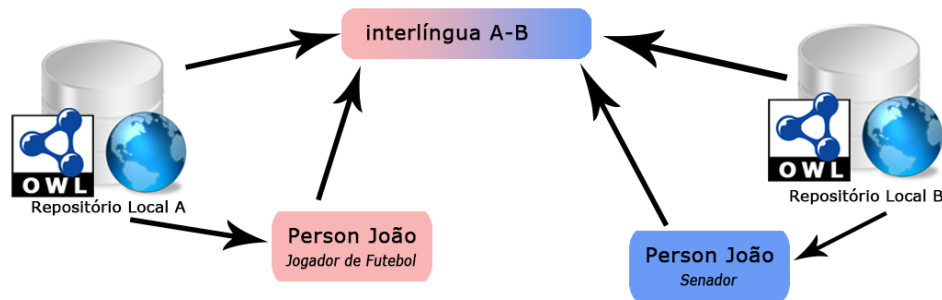 interlíngua A-B
OWL
Repositório Local A
OWL
Repositório Local B
Person João
Jogador de Futebol
Person João
Senador